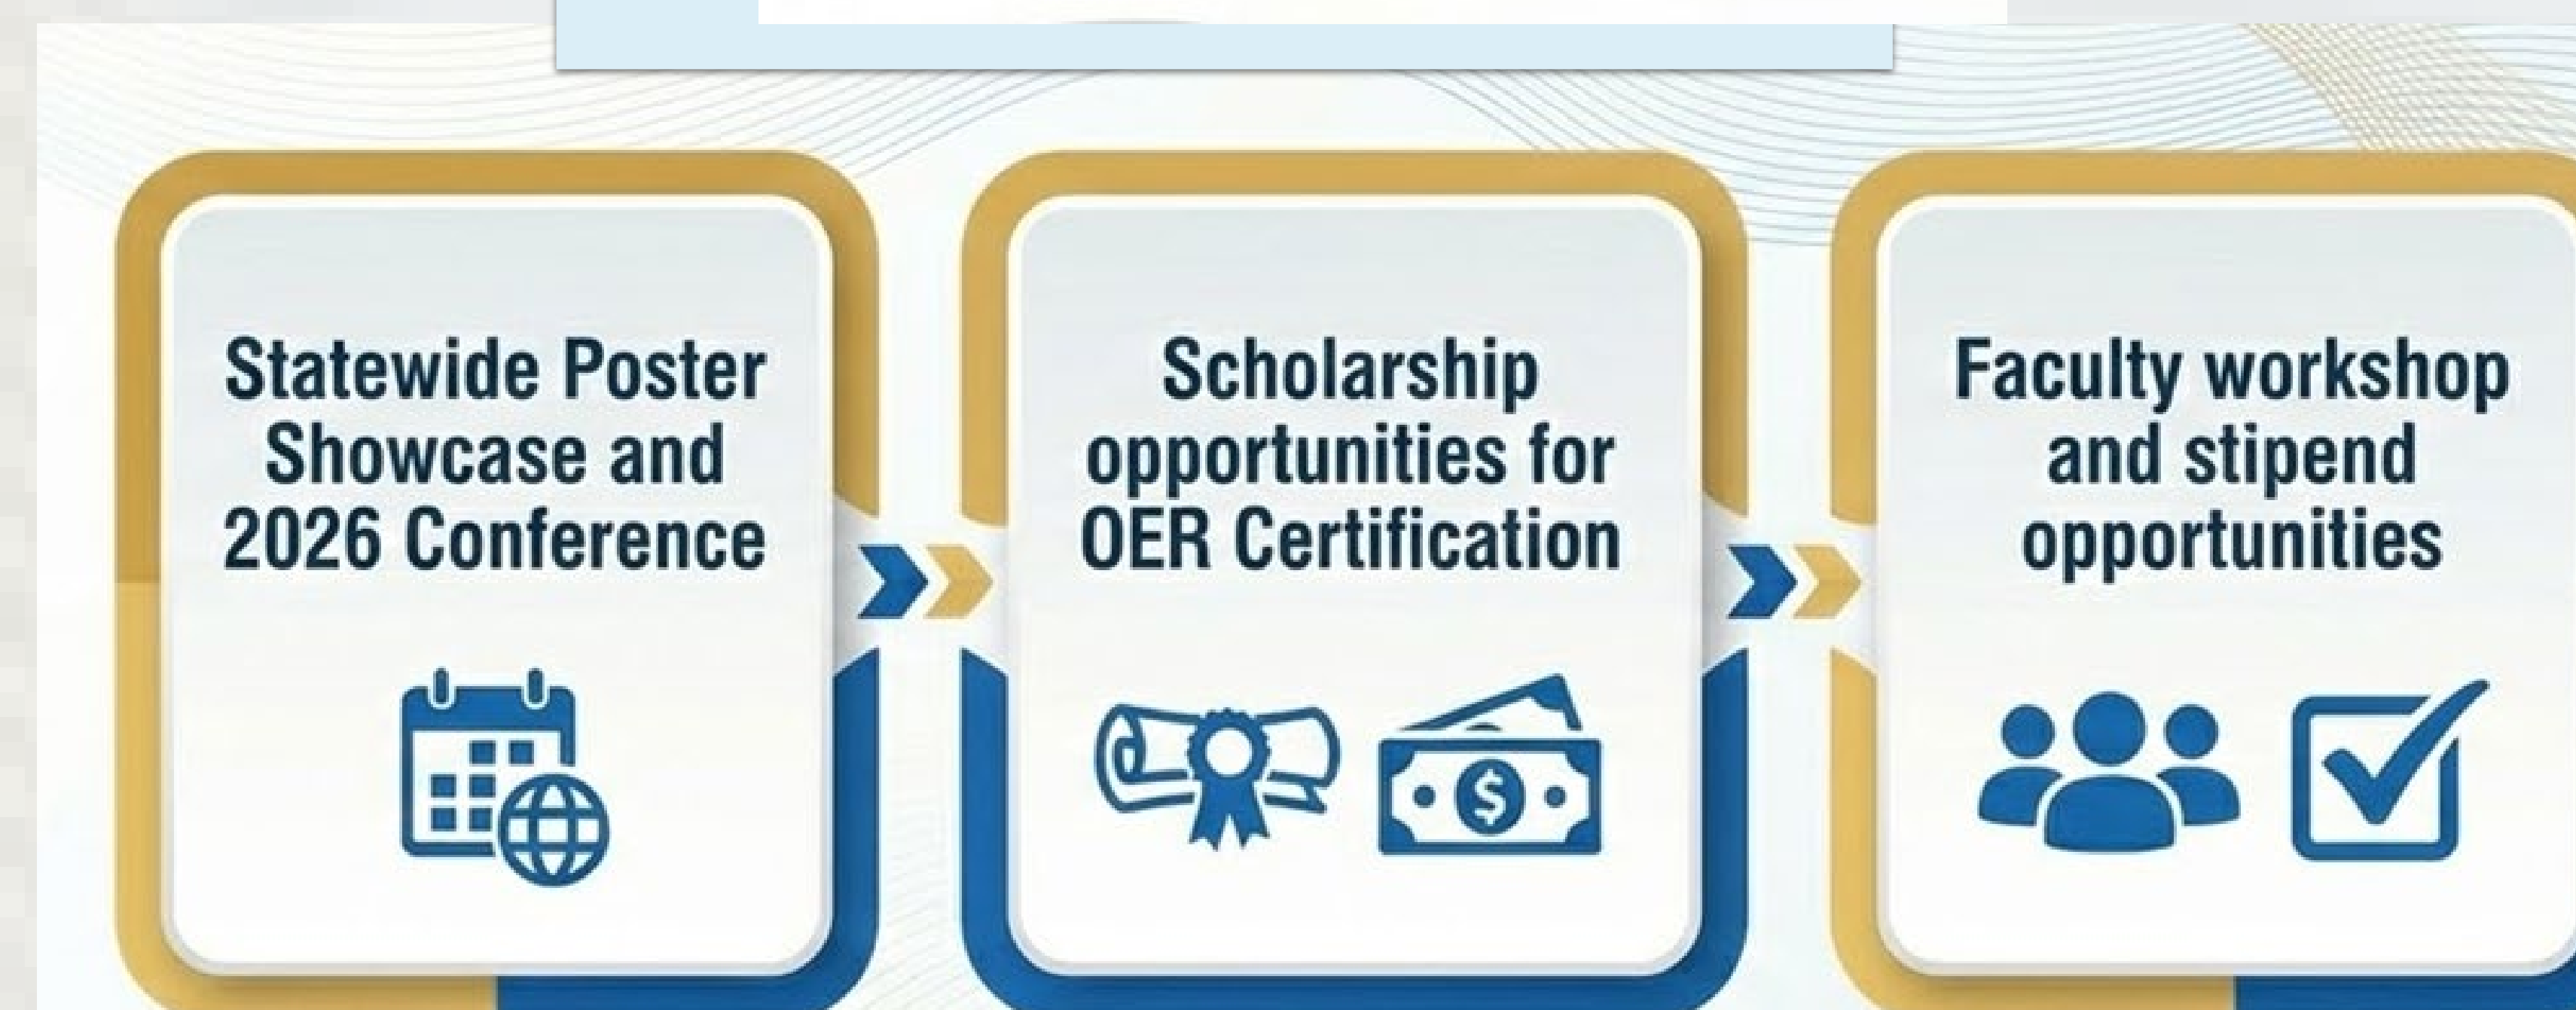 Statewide Poster
Showcase and
2026 Conference
Scholarship
opportunities for
OER Certification
Faculty workshop
and stipend
opportunities
$